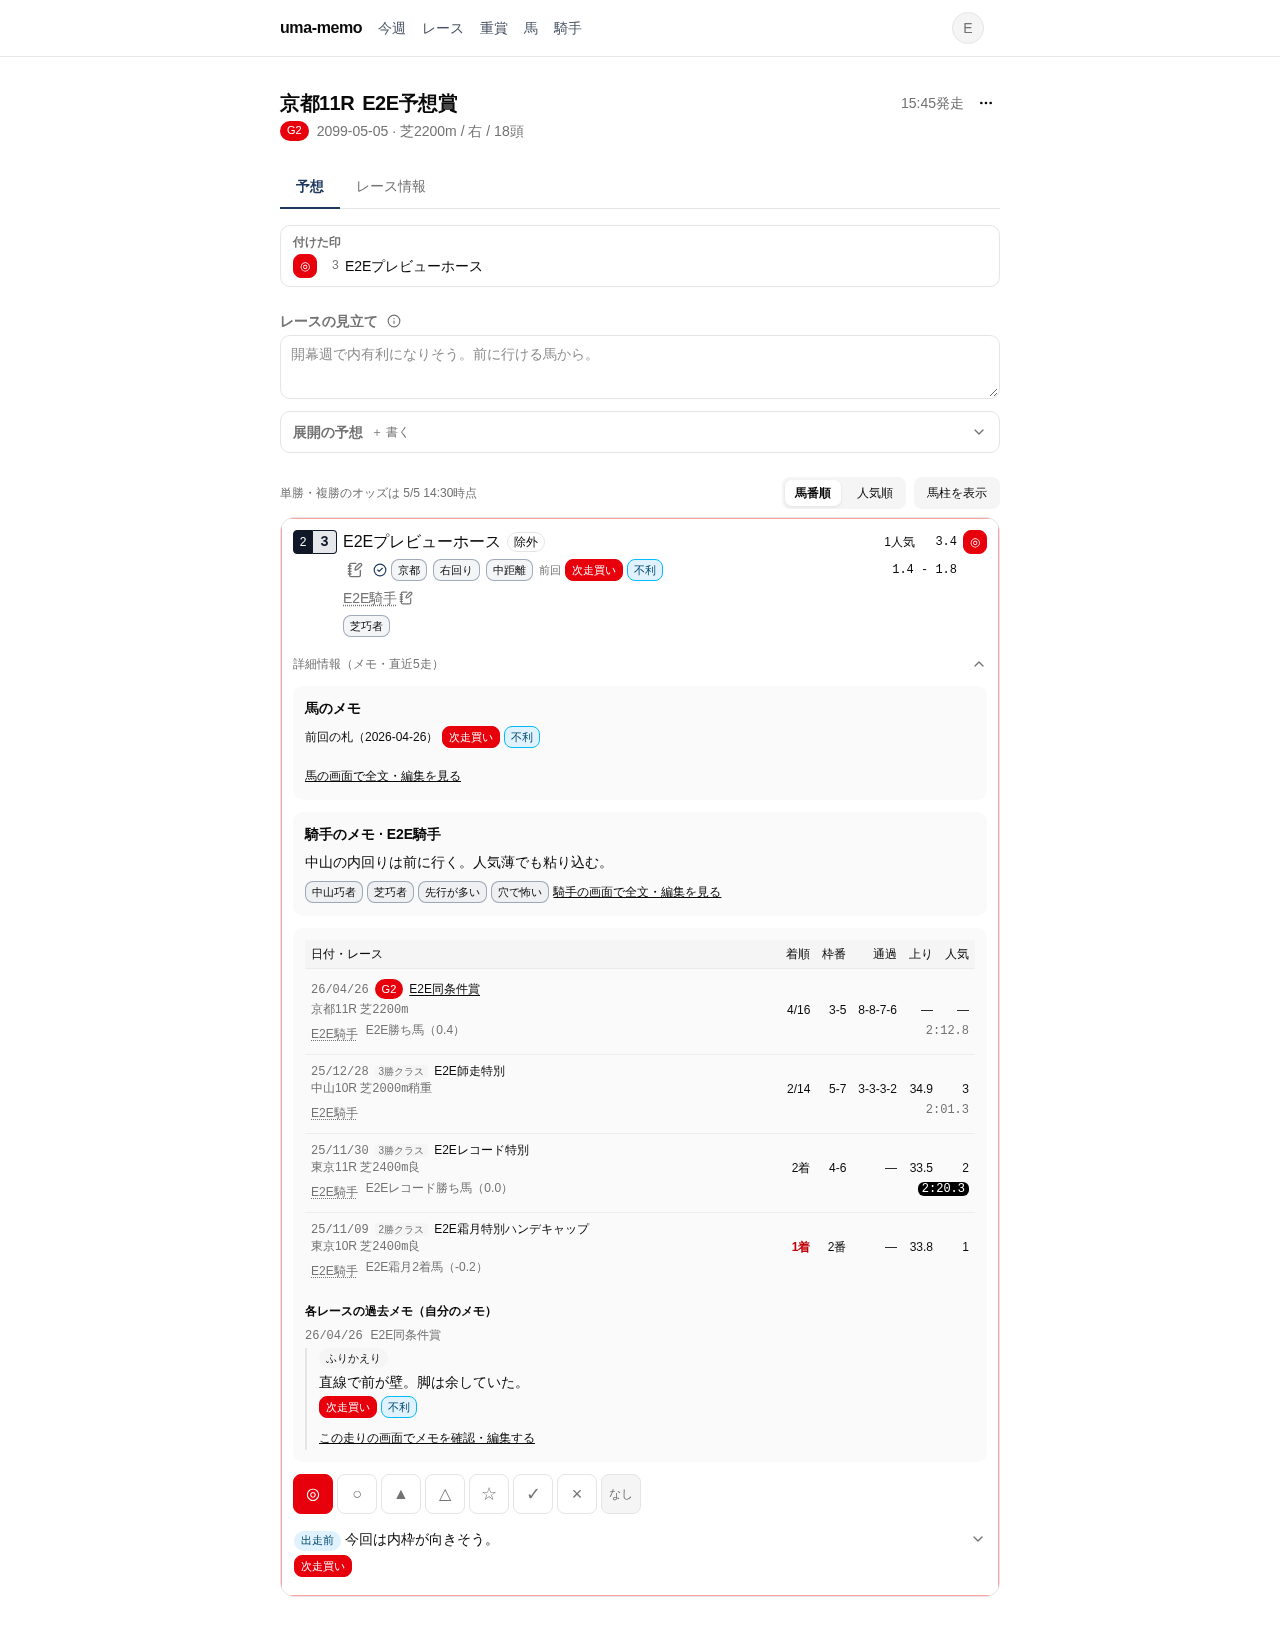 uma-memo 今週 レース 重賞 馬 騎手 E
京都11R E2E予想賞 15:45発走 ···
G2 2099-05-05 · 芝2200m / 右 / 18頭
予想 レース情報
付けた印
◎ 3 E2Eプレビューホース
レースの見立て
開幕週で内有利になりそう。前に行ける馬から。
展開の予想 + 書く
単勝・複勝のオッズは 5/5 14:30時点 馬番順 人気順 馬柱を表示
2 3 E2Eプレビューホース 除外 1人気 3.4 ◎
京都 右回り 中距離 前回 次走買い 不利 1.4 - 1.8
E2E騎手
芝巧者
詳細情報（メモ・直近5走）
馬のメモ
前回の札（2026-04-26） 次走買い 不利
馬の画面で全文・編集を見る
騎手のメモ · E2E騎手
中山の内回りは前に行く。人気薄でも粘り込む。
中山巧者 芝巧者 先行が多い 穴で怖い 騎手の画面で全文・編集を見る
日付・レース 着順 枠番 通過 上り 人気
26/04/26 G2 E2E同条件賞
京都11R 芝2200m 4/16 3-5 8-8-7-6 — —
E2E騎手 E2E勝ち馬（0.4） 2:12.8
25/12/28 3勝クラス E2E師走特別
中山10R 芝2000m稍重 2/14 5-7 3-3-3-2 34.9 3
E2E騎手 2:01.3
25/11/30 3勝クラス E2Eレコード特別
東京11R 芝2400m良 2着 4-6 — 33.5 2
E2E騎手 E2Eレコード勝ち馬（0.0） 2:20.3
25/11/09 2勝クラス E2E霜月特別ハンデキャップ
東京10R 芝2400m良 1着 2番 — 33.8 1
E2E騎手 E2E霜月2着馬（-0.2）
各レースの過去メモ（自分のメモ）
26/04/26 E2E同条件賞
ふりかえり
直線で前が壁。脚は余していた。
次走買い 不利
この走りの画面でメモを確認・編集する
◎ ○ ▲ △ ☆ ✓ × なし
出走前 今回は内枠が向きそう。
次走買い